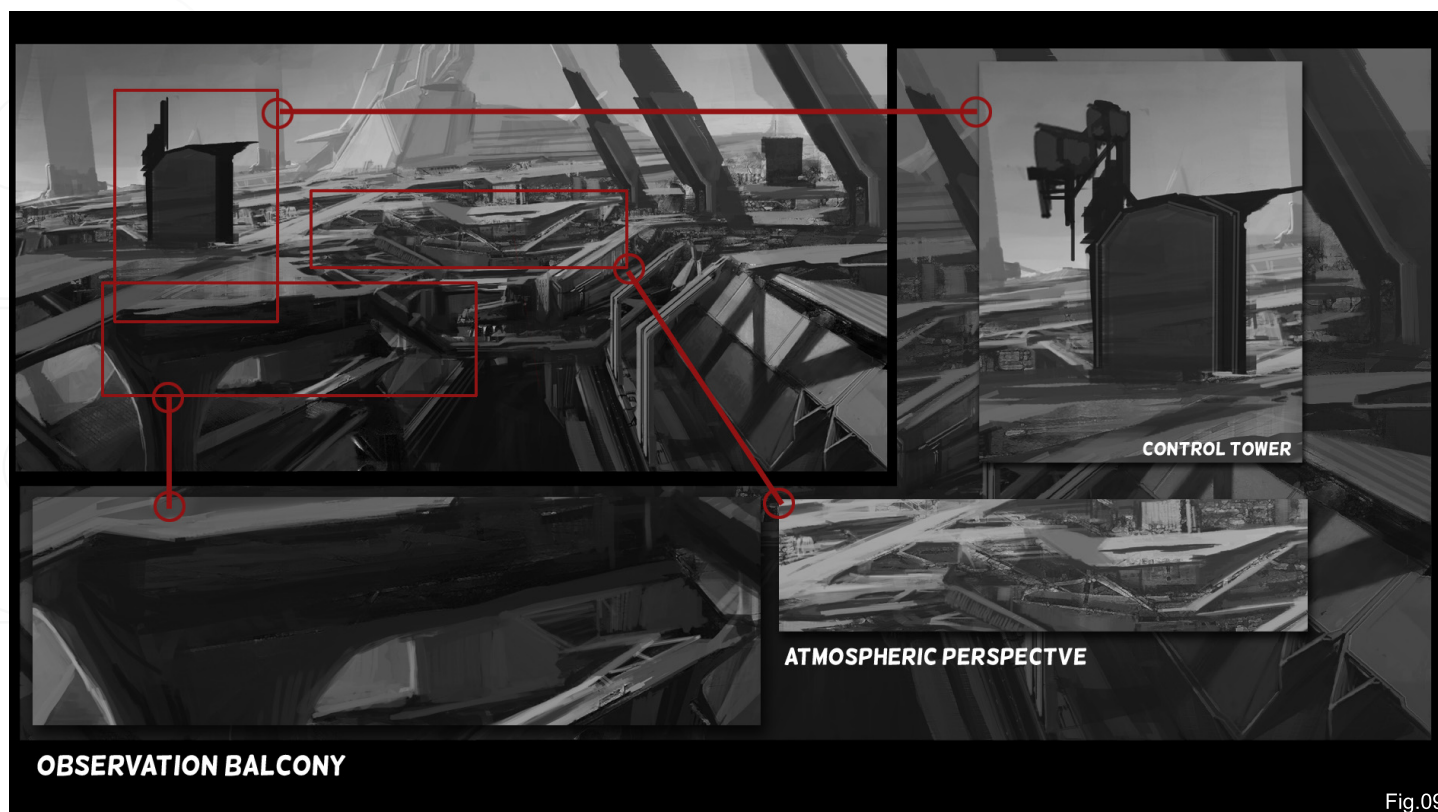 CONTROL TOWER
ATMOSPHERIC PERSPECTVE
OBSERVATION BALCONY
Fig.09